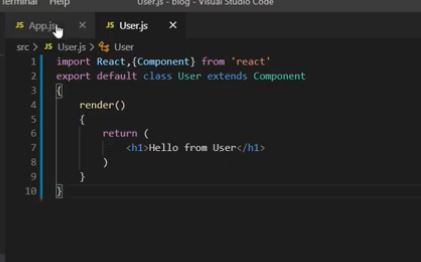 Terminal Help User.js - blog - Visual Studio Code
JS App.js JS User.js ×
src > JS User.js > User
1 import React,{Component} from 'react'
2 export default class User extends Component
3 {
4 render()
5 {
6 return (
7 <h1>Hello from User</h1>
8 )
9 }
10 }